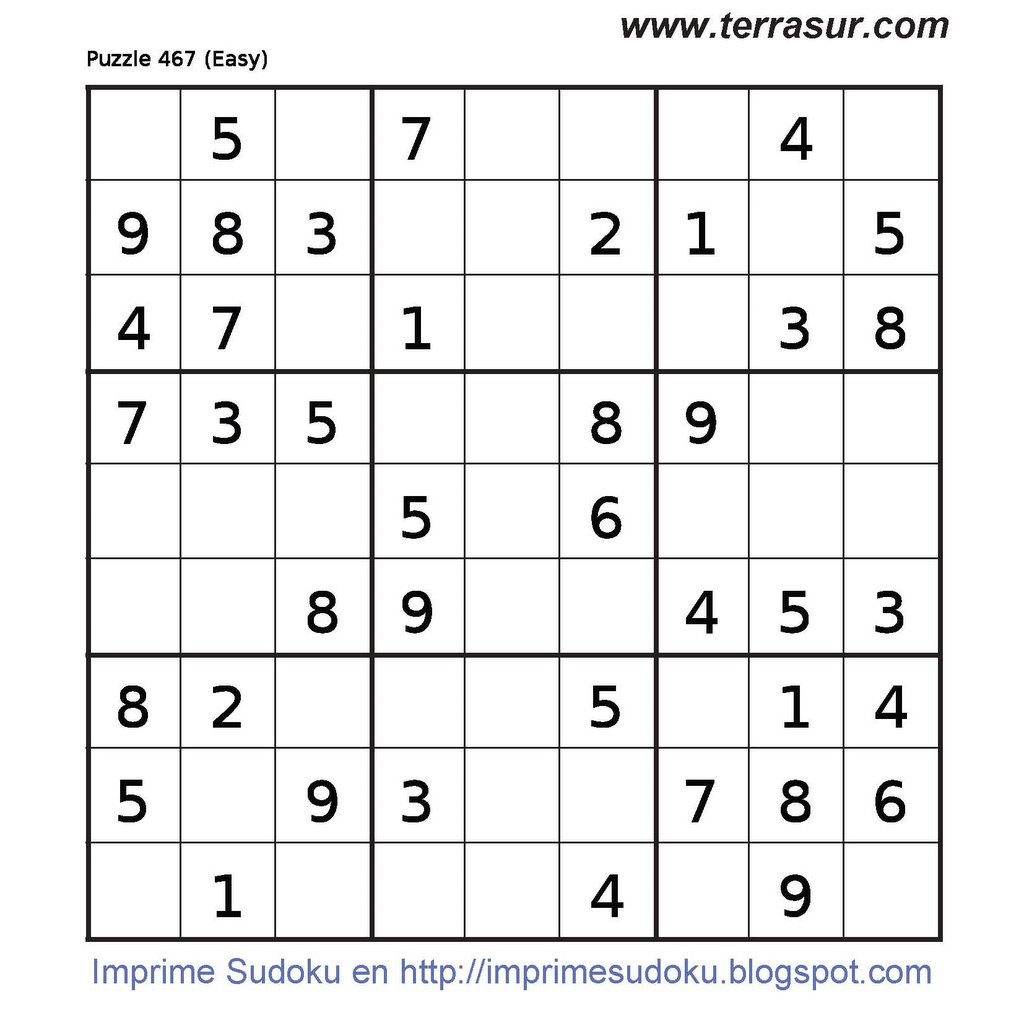 www.terrasur.com
Puzzle 467 (Easy)
5 7 4
9 8 3 2 1 5
4 7 1 3 8
7 3 5 8 9
5 6
8 9 4 5 3
8 2 5 1 4
5 9 3 7 8 6
1 4 9
Imprime Sudoku en http://imprimesudoku.blogspot.com